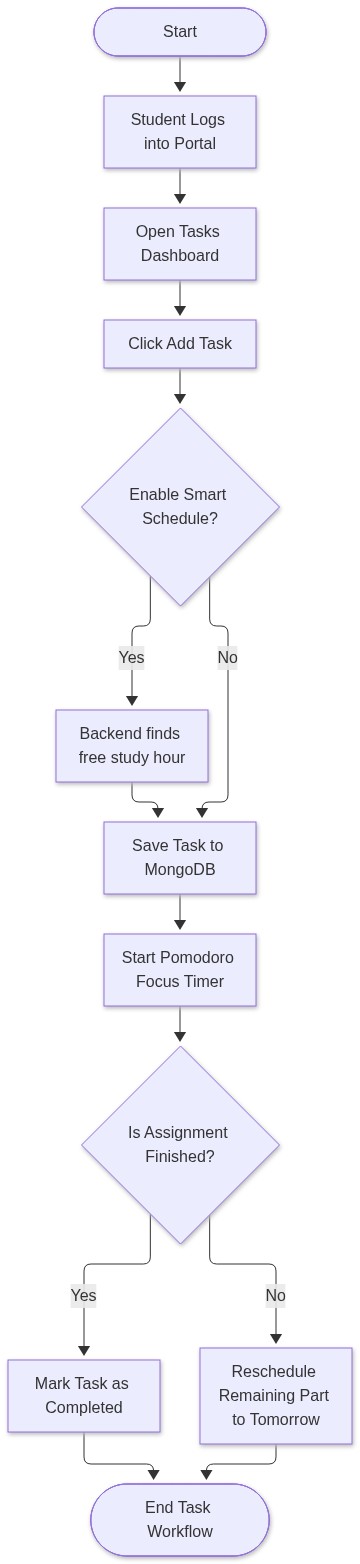 Start
Student Logs
into Portal
Open Tasks
Dashboard
Click Add Task
Enable Smart
Schedule?
Yes
No
Backend finds
free study hour
Save Task to
MongoDB
Start Pomodoro
Focus Timer
Is Assignment
Finished?
Yes
No
Mark Task as
Completed
Reschedule
Remaining Part
to Tomorrow
End Task
Workflow